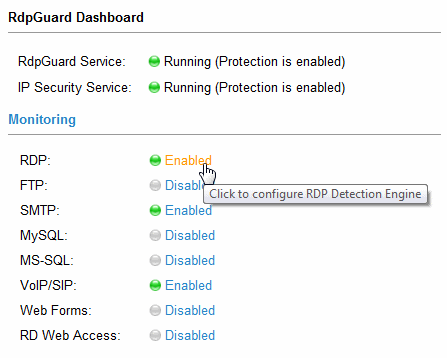 RdpGuard Dashboard
RdpGuard Service: Running (Protection is enabled)
IP Security Service: Running (Protection is enabled)
Monitoring
RDP: Enabled
FTP: Disabl
Click to configure RDP Detection Engine
SMTP: Enabled
MySQL: Disabled
MS-SQL: Disabled
VoIP/SIP: Enabled
Web Forms: Disabled
RD Web Access: Disabled